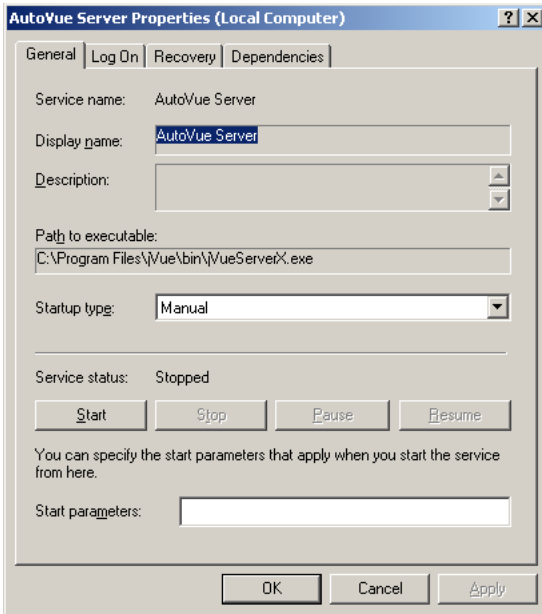 AutoVue Server Properties (Local Computer)
General Log On Recovery Dependencies
Service name: AutoVue Server
Display name: AutoVue Server
Description:
Path to executable:
C:\Program Files\jVue\bin\jVueServerX.exe
Startup type: Manual
Service status: Stopped
Start Stop Pause Resume
You can specify the start parameters that apply when you start the service
from here.
Start parameters:
OK Cancel Apply